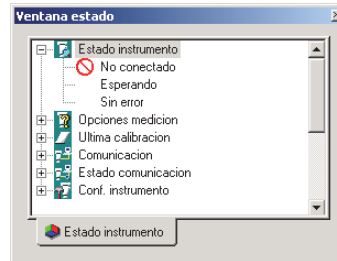 Ventana estado
Estado instrumento
No conectado
Esperando
Sin error
Opciones medicion
Ultima calibracion
Comunicacion
Estado comunicacion
Conf. instrumento
Estado instrumento